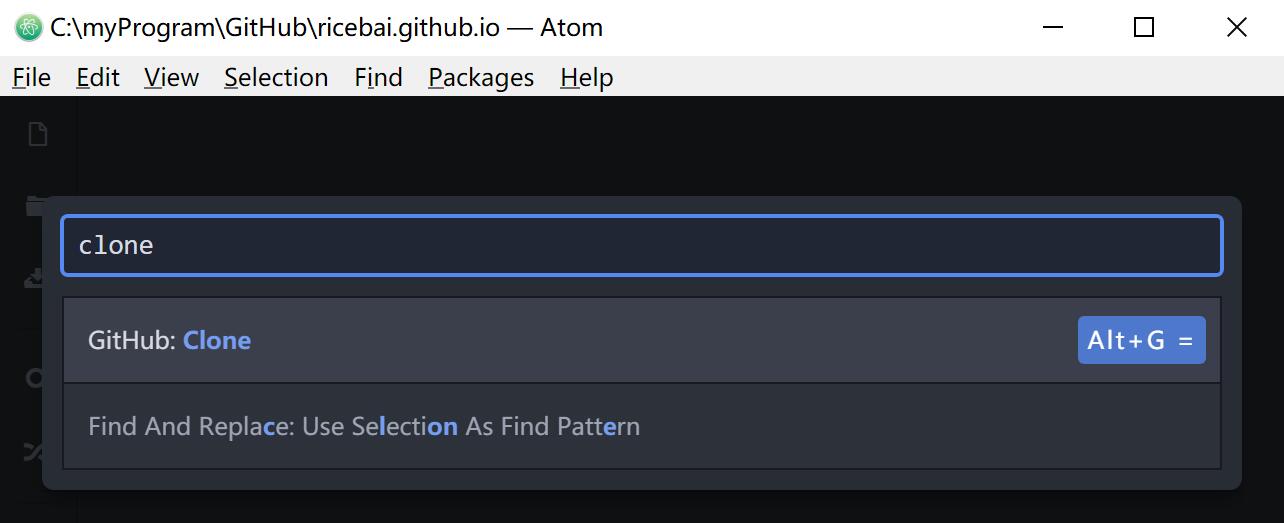 C:\myProgram\GitHub\ricebai.github.io — Atom
File Edit View Selection Find Packages Help
clone
GitHub: Clone Alt+G =
Find And Replace: Use Selection As Find Pattern